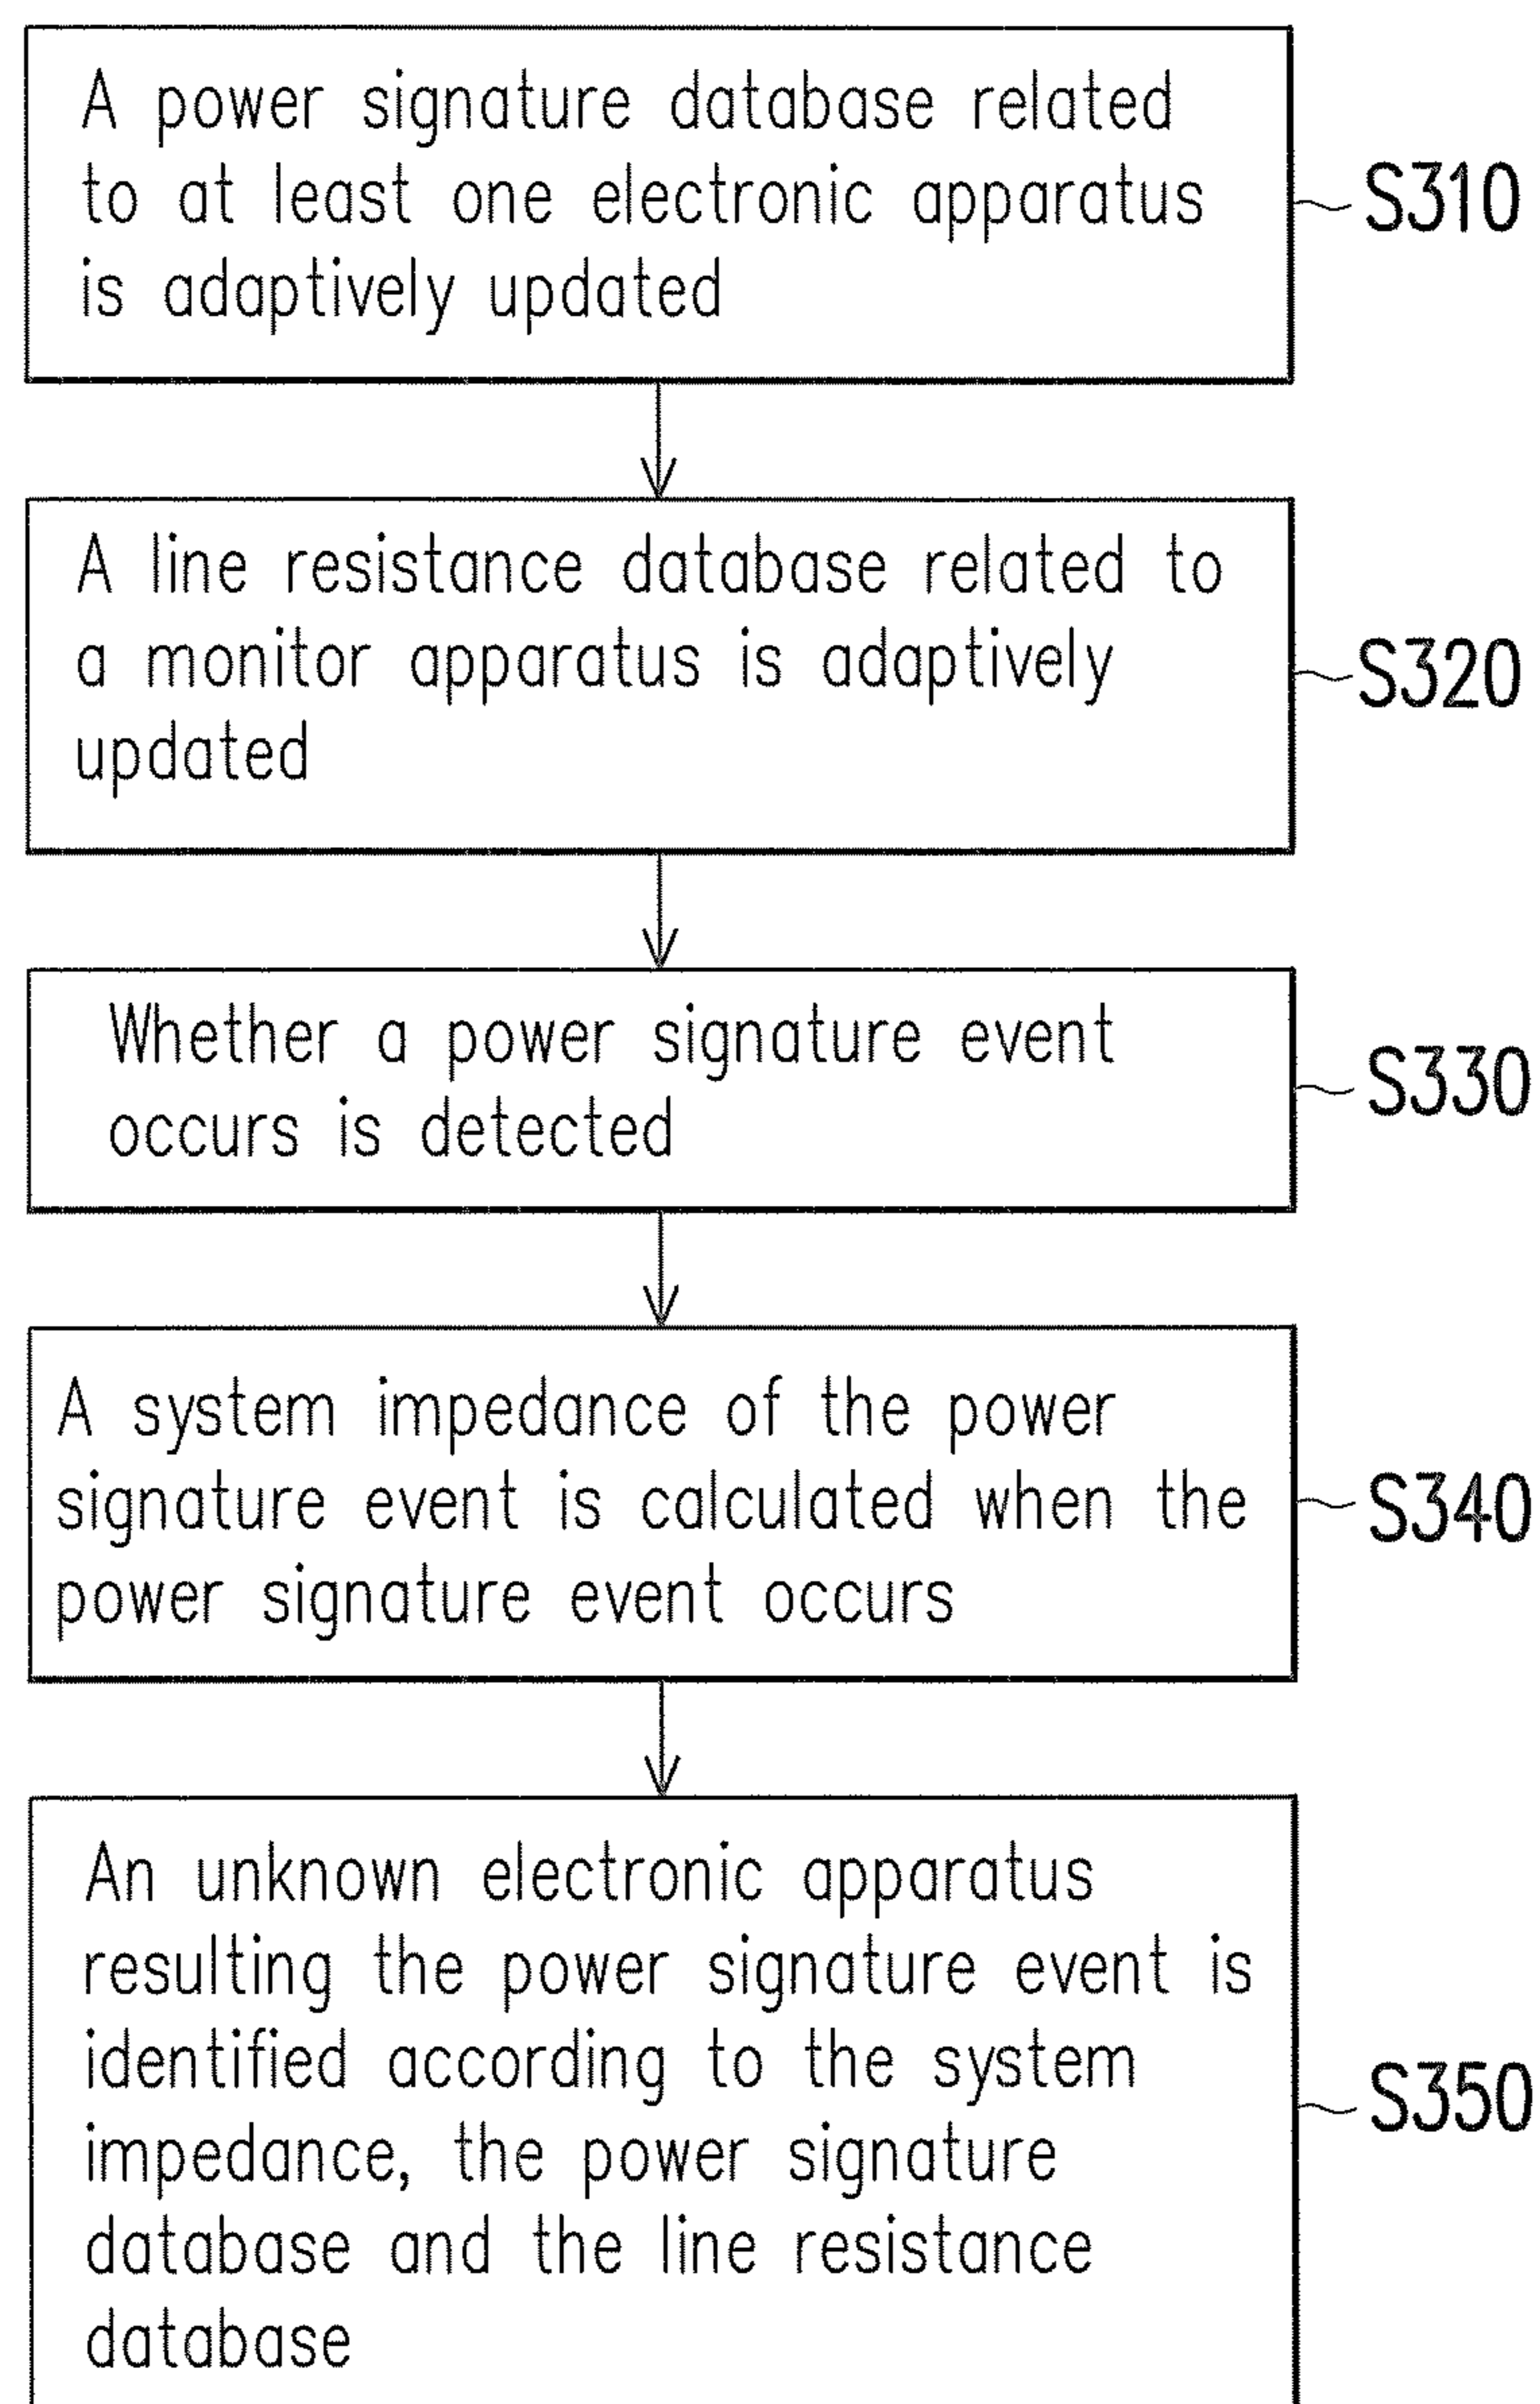 A power signature database related
to at least one electronic apparatus
is adaptively updated
S310
A line resistance database related to
a monitor apparatus is adaptively
updated
S320
Whether a power signature event
occurs is detected
S330
A system impedance of the power
signature event is calculated when the
power signature event occurs
S340
An unknown electronic apparatus
resulting the power signature event is
identified according to the system
impedance, the power signature
database and the line resistance
database
S350